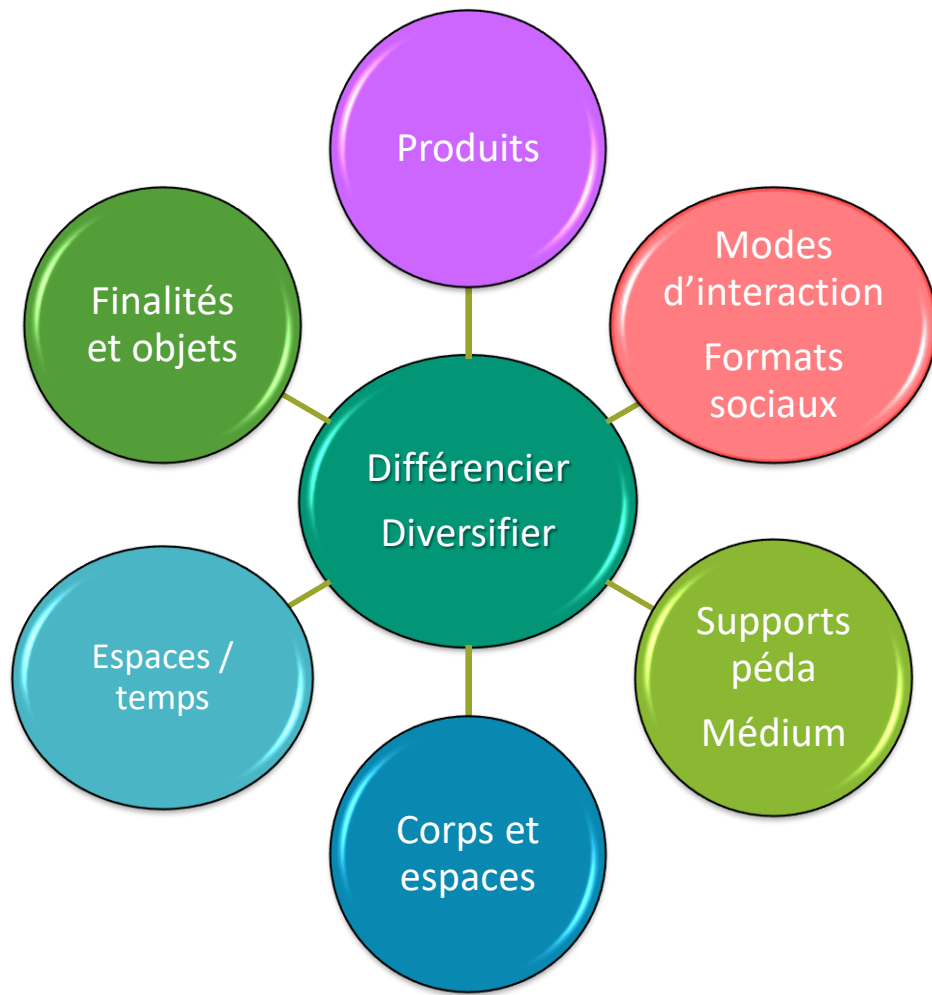 Produits
Modes
d’interaction
Formats
sociaux
Finalités
et objets
Différencier
Diversifier
Supports
péda
Médium
Espaces /
temps
Corps et
espaces